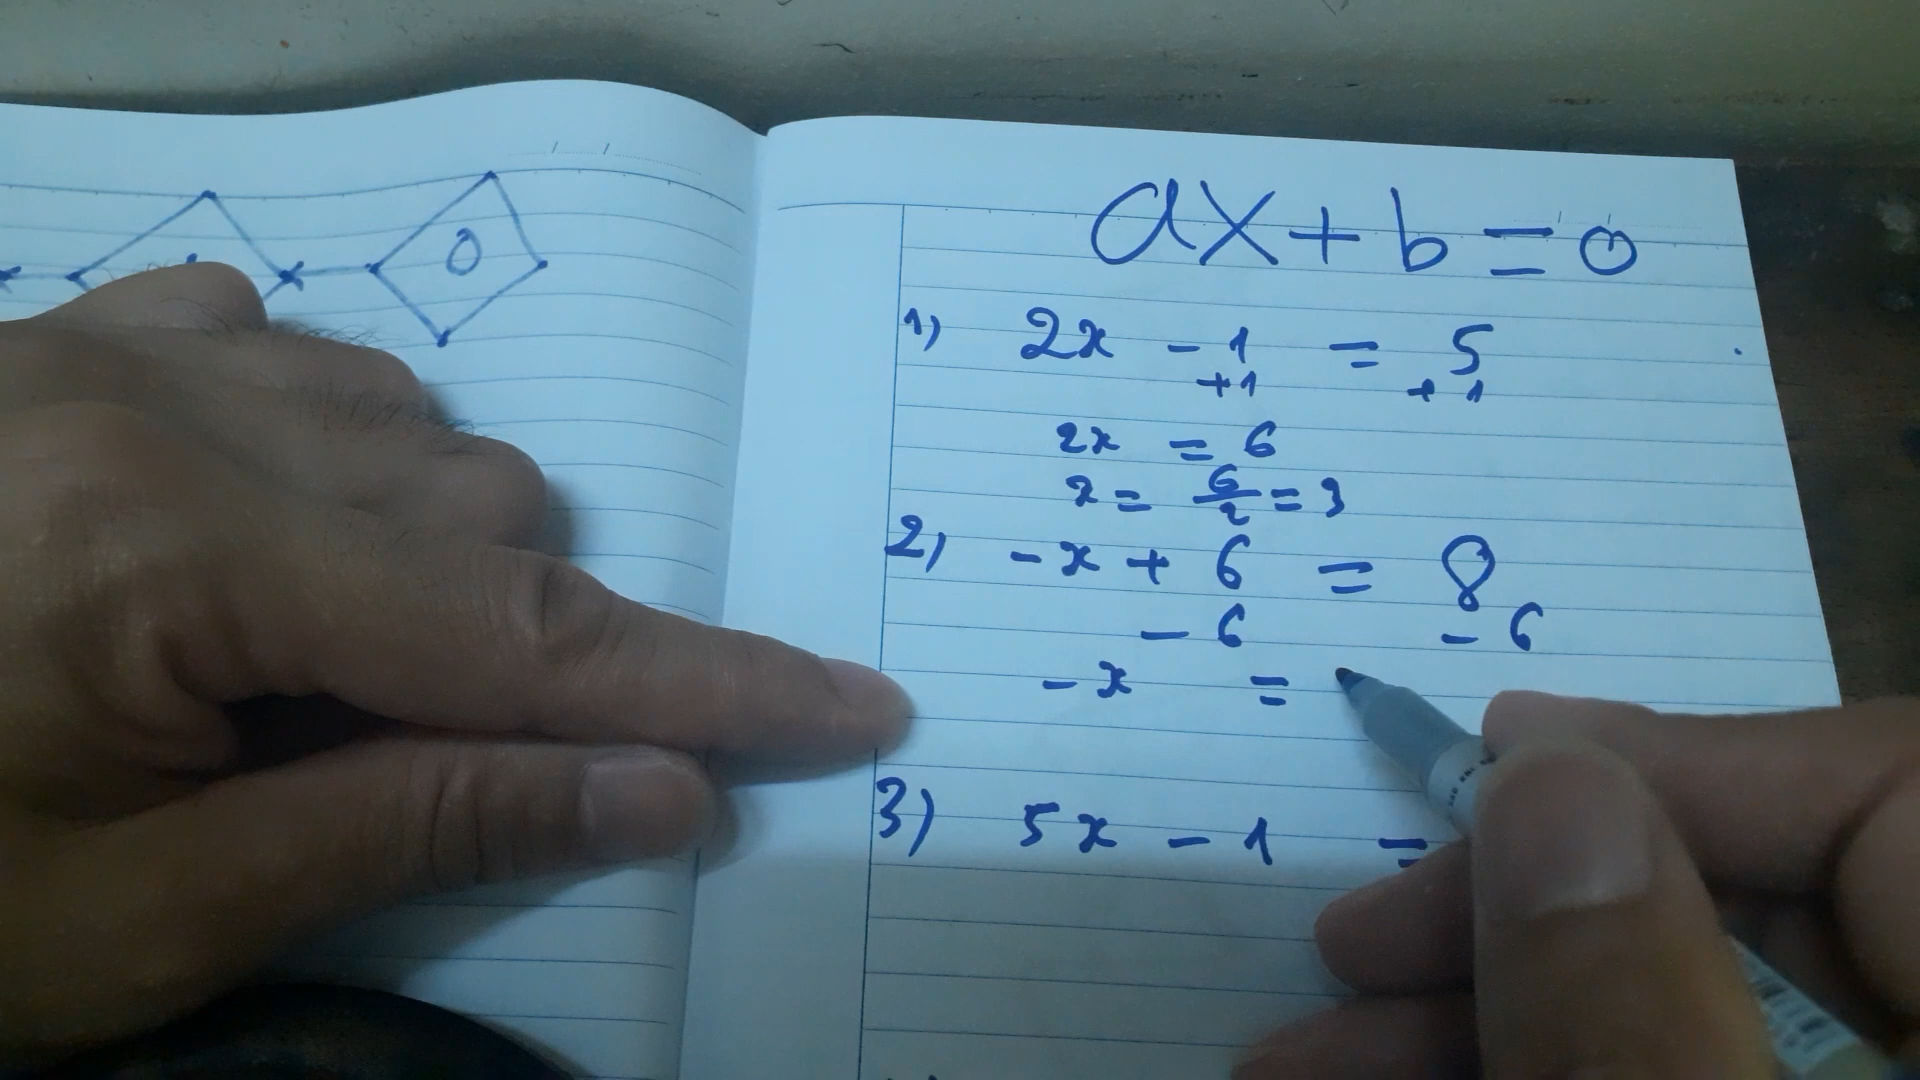 0
ax + b = 0
1) 2x - 1 = 5
+1 + 1
2x = 6
x = 6/2 = 3
2) -x + 6 = 8
- 6 - 6
-x =
3) 5x - 1 =